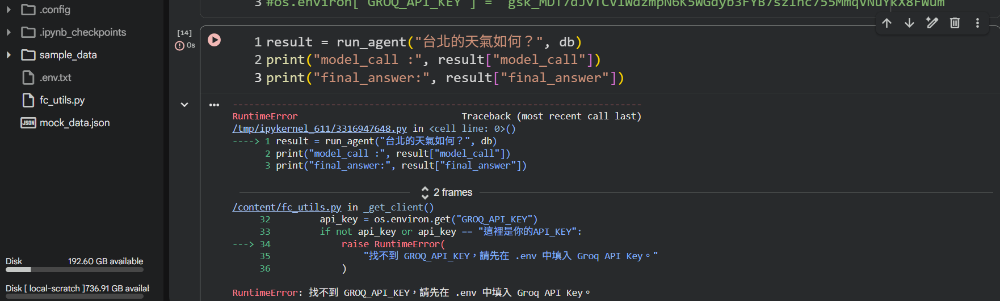 3 #os.environ["GROQ_API_KEY"] =
.config
.ipynb_checkpoints
sample_data
.env.txt
fc_utils.py
JSON mock_data.json
Disk 192.60 GB available
Disk [ local-scratch ]736.91 GB availab
[14]
0s
1 result = run_agent("台北的天氣如何？", db)
2 print("model_call :", result["model_call"])
3 print("final_answer:", result["final_answer"])
---------------------------------------------------------------------------
RuntimeError Traceback (most recent call last)
/tmp/ipykernel_611/3316947648.py in <cell line: 0>()
----> 1 result = run_agent("台北的天氣如何？", db)
2 print("model_call :", result["model_call"])
3 print("final_answer:", result["final_answer"])
2 frames
/content/fc_utils.py in _get_client()
32 api_key = os.environ.get("GROQ_API_KEY")
33 if not api_key or api_key == "這裡是你的API_KEY":
---> 34 raise RuntimeError(
35 "找不到 GROQ_API_KEY，請先在 .env 中填入 Groq API Key。"
36 )
RuntimeError: 找不到 GROQ_API_KEY，請先在 .env 中填入 Groq API Key。